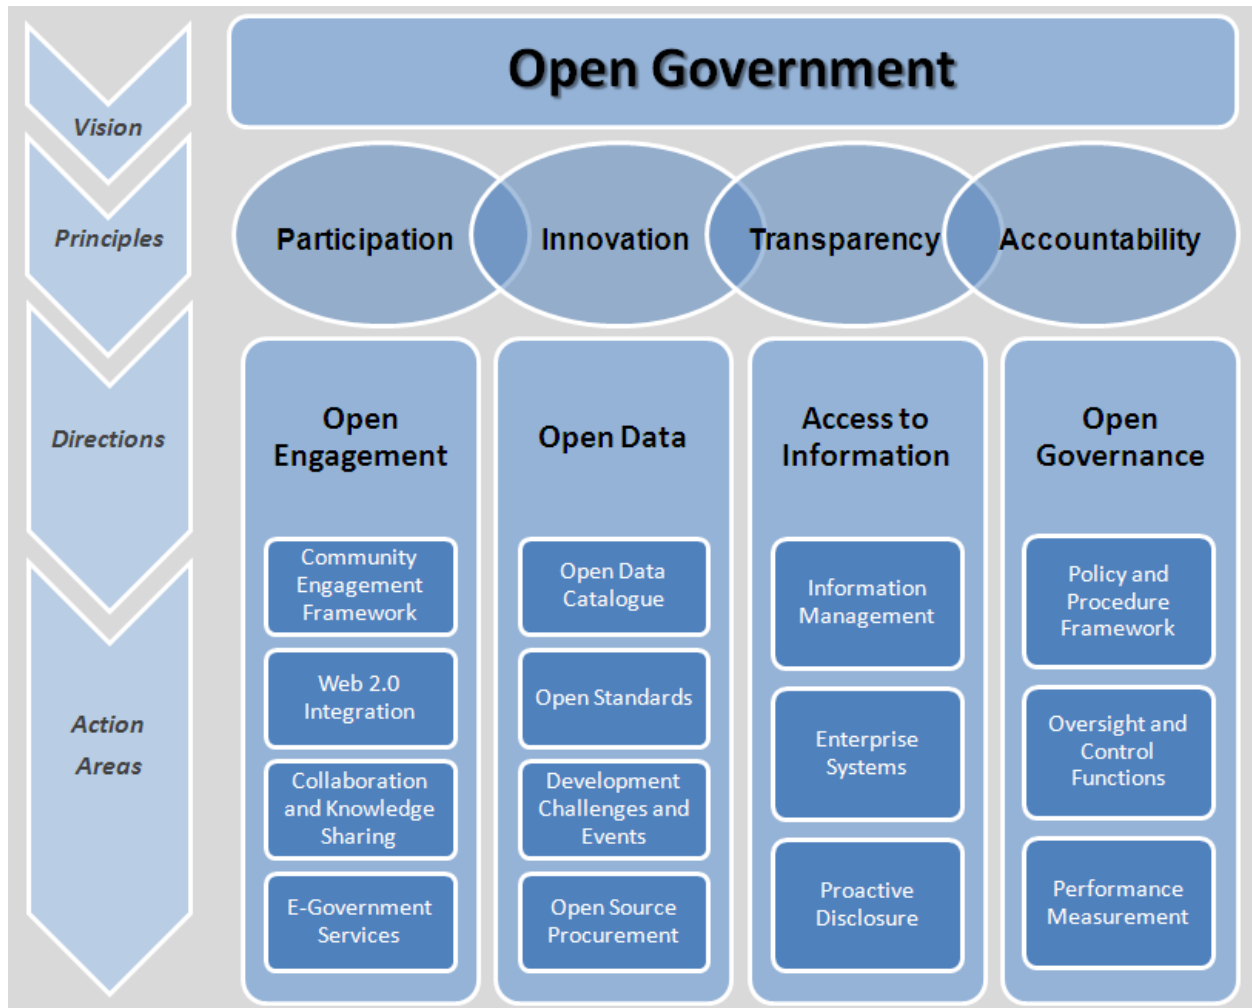 Open Government
Vision
Principles
Participation
Innovation
Transparency
Accountability
Directions
Open
Engagement
Open Data
Access to
Information
Open
Governance
Action
Areas
Community
Engagement
Framework
Web 2.0
Integration
Collaboration
and Knowledge
Sharing
E-Government
Services
Open Data
Catalogue
Open Standards
Development
Challenges and
Events
Open Source
Procurement
Information
Management
Enterprise
Systems
Proactive
Disclosure
Policy and
Procedure
Framework
Oversight and
Control
Functions
Performance
Measurement